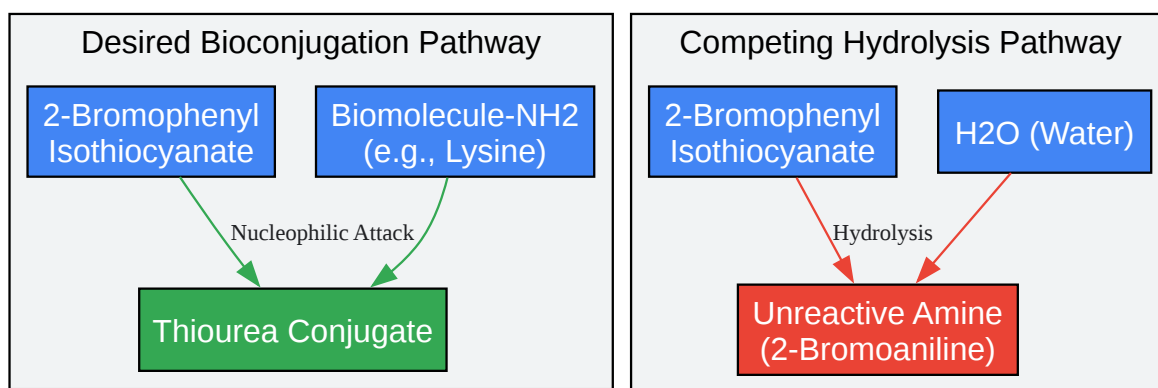 Desired Bioconjugation Pathway
2-Bromophenyl
Isothiocyanate
Biomolecule-NH2
(e.g., Lysine)
Nucleophilic Attack
Thiourea Conjugate
Competing Hydrolysis Pathway
2-Bromophenyl
Isothiocyanate
H2O (Water)
Hydrolysis
Unreactive Amine
(2-Bromoaniline)